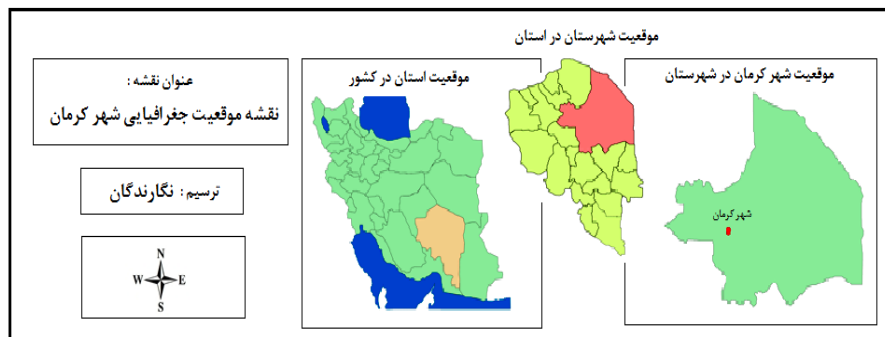 موقعیت شهرستان در استان
موقعیت شهر کرمان در شهرستان
موقعیت استان در کشور
عنوان نقشه :
نقشه موقعیت جغرافیایی شهر کرمان
ترسیم : نگارندگان
شهر کرمان
N
W E
S